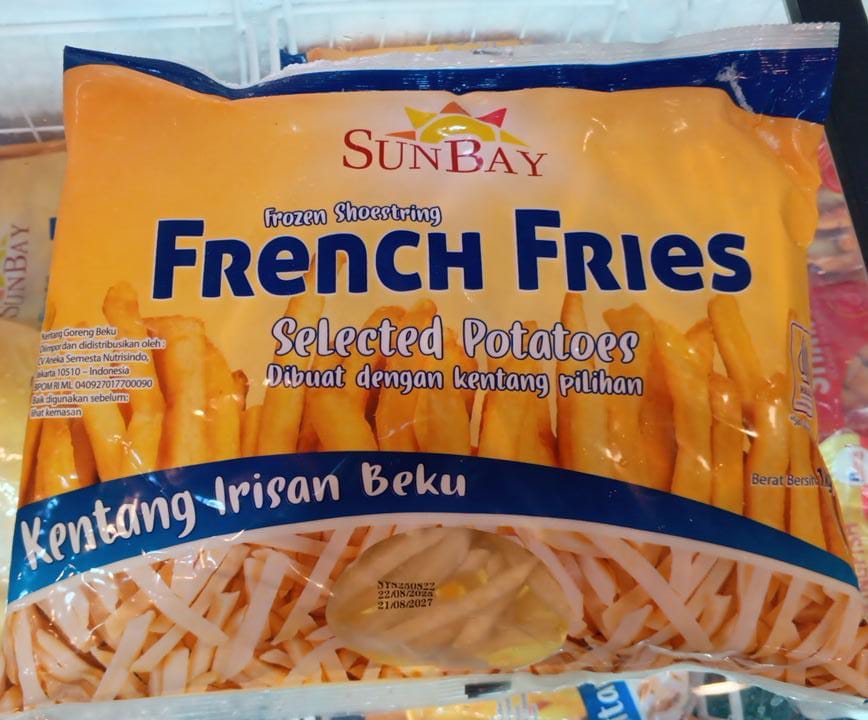 SUNBAY
Frozen Shoestring
FRENCH FRIES
Selected Potatoes
Dibuat dengan kentang pilihan
Kentang Goreng Beku
Diimpor dan didistribusikan oleh :
CV Aneka Semesta Nutrisindo,
Jakarta 10510 – Indonesia
BPOM RI ML 040927017700090
Baik digunakan sebelum:
lihat kemasan
Berat Bersih
Kentang Irisan Beku
SYS250822
22/08/2025
21/08/2027
SUNBAY